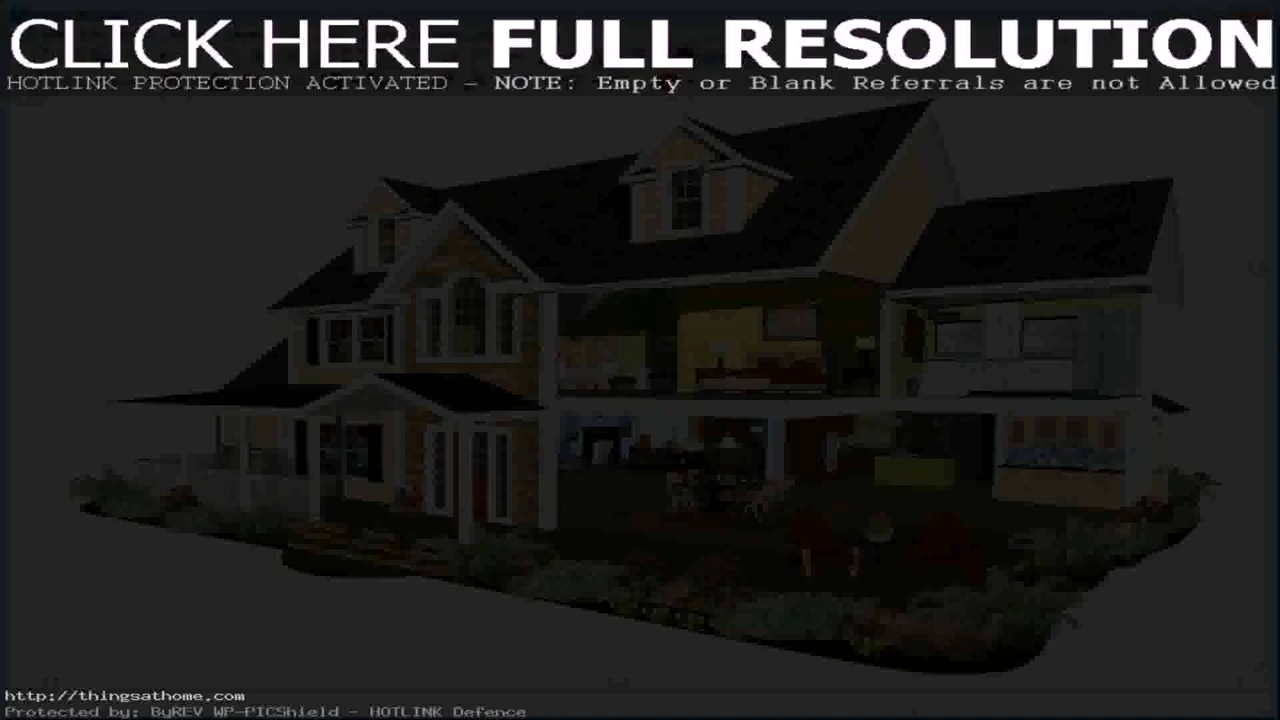 CLICK HERE FULL RESOLUTION
HOTLINK PROTECTION ACTIVATED – NOTE: Empty or Blank Referrals are not Allowed
http://thingsathome.com
Protected by: ByREV WP-PICShield – HOTLINK Defence